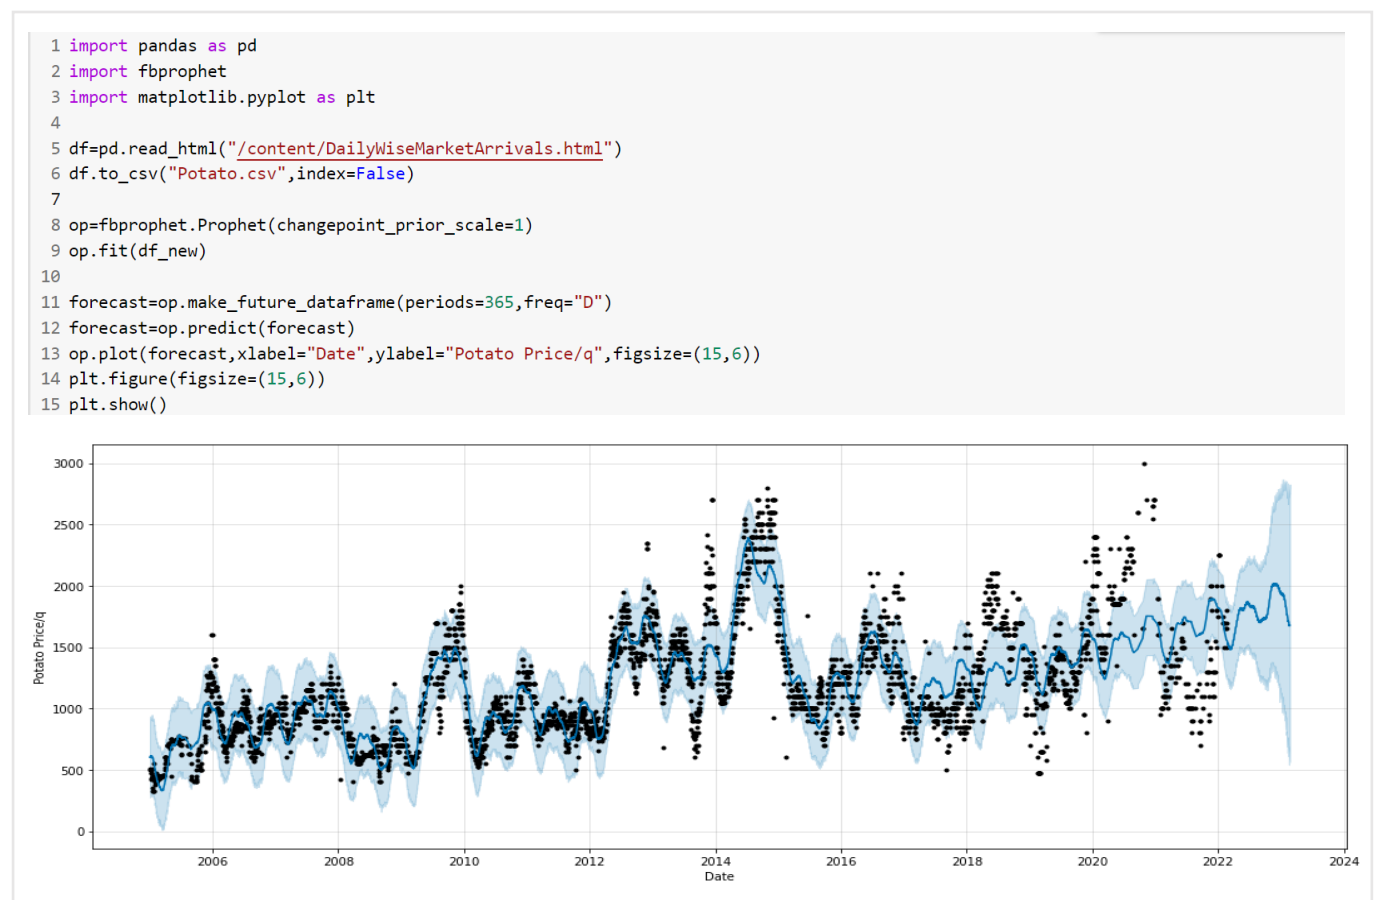 1 import pandas as pd
2 import fbprophet
3 import matplotlib.pyplot as plt
4
5 df=pd.read_html("/content/DailyWiseMarketArrivals.html")
6 df.to_csv("Potato.csv",index=False)
7
8 op=fbprophet.Prophet(changepoint_prior_scale=1)
9 op.fit(df_new)
10
11 forecast=op.make_future_dataframe(periods=365,freq="D")
12 forecast=op.predict(forecast)
13 op.plot(forecast,xlabel="Date",ylabel="Potato Price/q",figsize=(15,6))
14 plt.figure(figsize=(15,6))
15 plt.show()
3000
2500
2000
1500
1000
500
0
Potato Price/q
2006 2008 2010 2012 2014 2016 2018 2020 2022 2024
Date